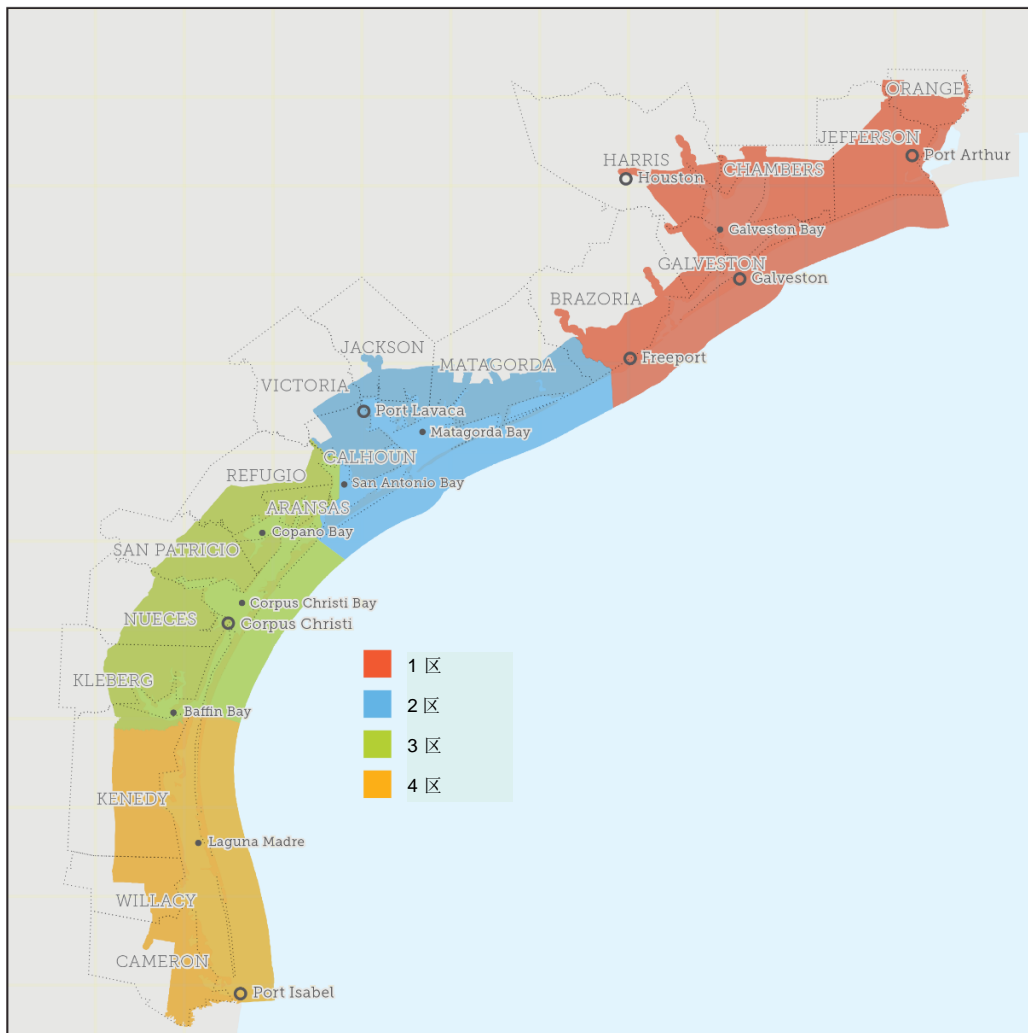 ORANGE
JEFFERSON
Port Arthur
HARRIS
Houston
CHAMBERS
Galveston Bay
GALVESTON
Galveston
BRAZORIA
Freeport
JACKSON
MATAGORDA
VICTORIA
Port Lavaca
Matagorda Bay
CALHOUN
REFUGIO
San Antonio Bay
ARANSAS
Copano Bay
SAN PATRICIO
Corpus Christi Bay
NUECES
Corpus Christi
1 区
KLEBERG
2 区
Baffin Bay
3 区
4 区
KENEDY
Laguna Madre
WILLACY
CAMERON
Port Isabel